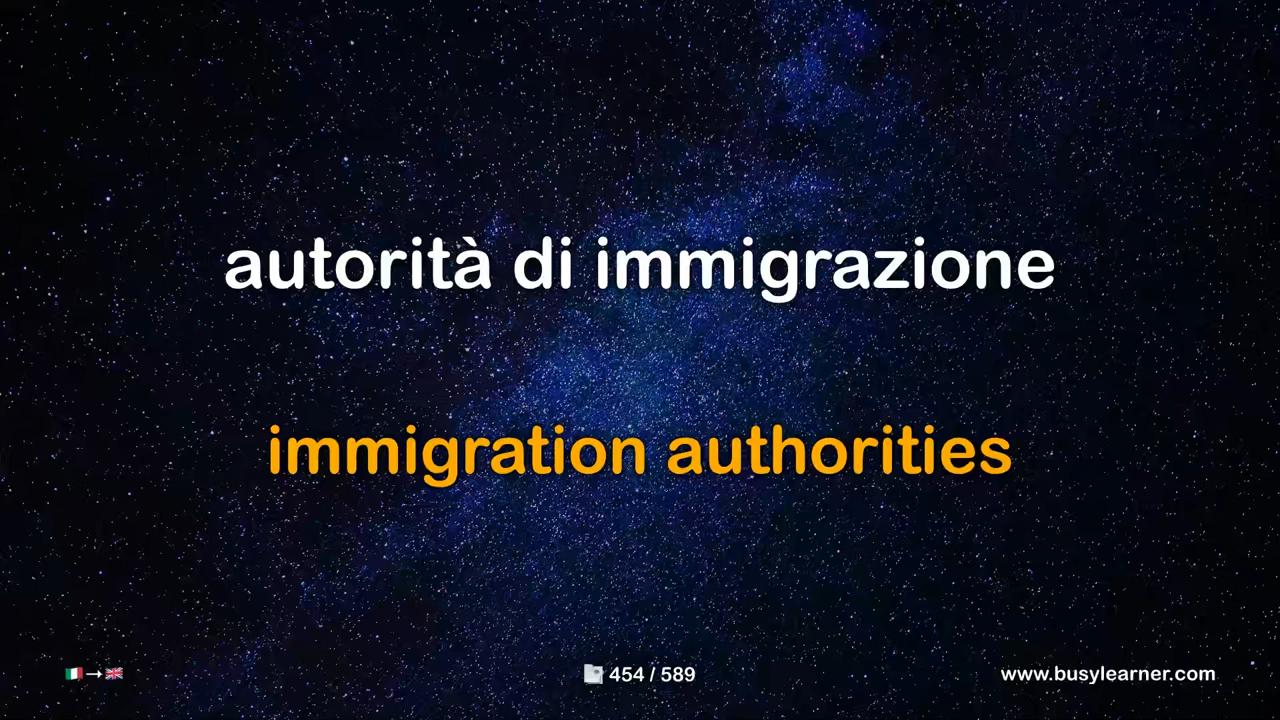 autorità di immigrazione
immigration authorities
🇮🇹→🇬🇧 454 / 589 www.busylearner.com